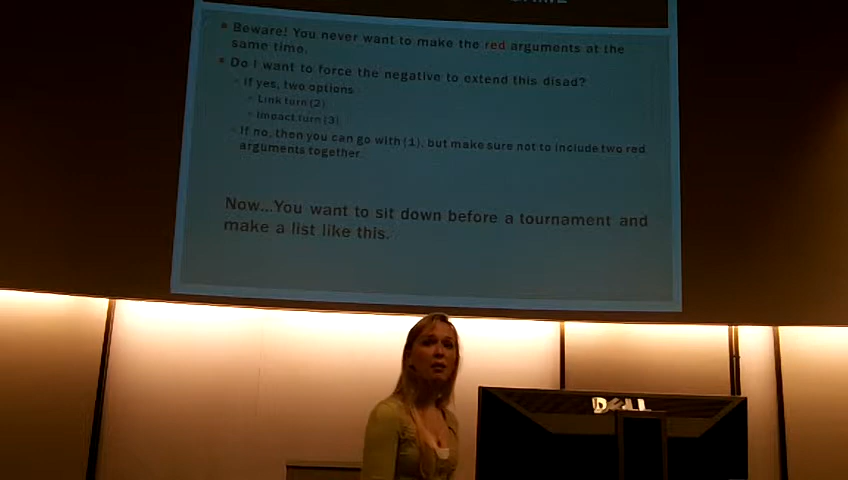 Beware! You never want to make the red arguments at the
same time.
Do I want to force the negative to extend this disad?
If yes, two options
Link turn (2)
Impact turn (3)
If no, then you can go with (1), but make sure not to include two red
arguments together.
Now...You want to sit down before a tournament and
make a list like this.
DELL